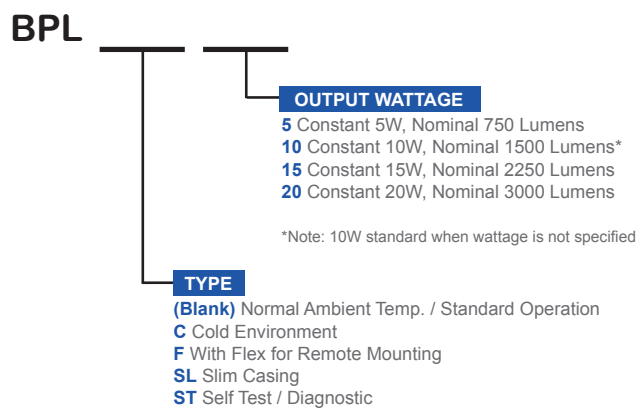 BPL
OUTPUT WATTAGE
5 Constant 5W, Nominal 750 Lumens
10 Constant 10W, Nominal 1500 Lumens*
15 Constant 15W, Nominal 2250 Lumens
20 Constant 20W, Nominal 3000 Lumens
*Note: 10W standard when wattage is not specified
TYPE
(Blank) Normal Ambient Temp. / Standard Operation
C Cold Environment
F With Flex for Remote Mounting
SL Slim Casing
ST Self Test / Diagnostic